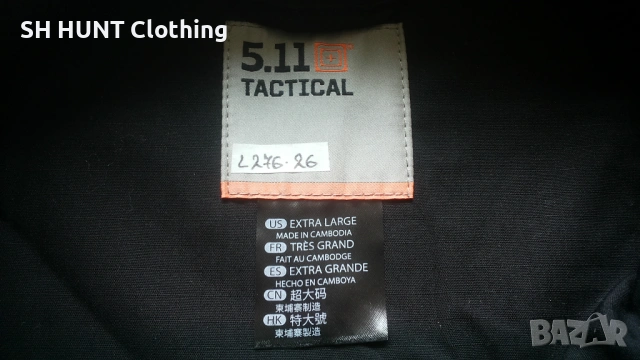 SH HUNT Clothing
5.11
TACTICAL
L276-26
US EXTRA LARGE
MADE IN CAMBODIA
FR TRÈS GRAND
FAIT AU CAMBODGE
ES EXTRA GRANDE
HECHO EN CAMBOYA
CN 超大码
柬埔寨制造
HK 特大號
柬埔寨製造
BAZAR